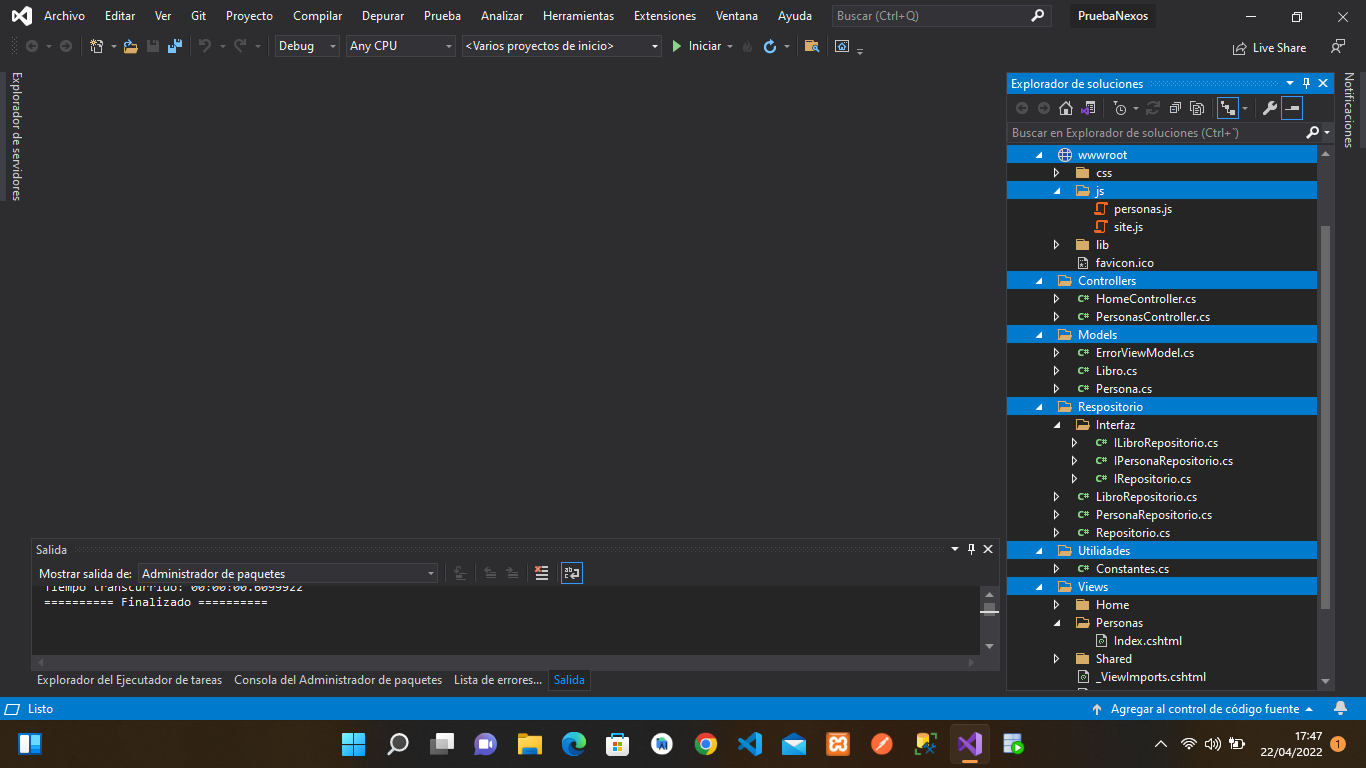 Archivo Editar Ver Git Proyecto Compilar Depurar Prueba Analizar Herramientas Extensiones Ventana Ayuda Buscar (Ctrl+Q) PruebaNexos
Debug Any CPU <Varios proyectos de inicio> Iniciar Live Share
Explorador de servidores
Explorador de soluciones
Buscar en Explorador de soluciones (Ctrl+¨)
wwwroot
css
js
personas.js
site.js
lib
favicon.ico
Controllers
C# HomeController.cs
C# PersonasController.cs
Models
C# ErrorViewModel.cs
C# Libro.cs
C# Persona.cs
Respositorio
Interfaz
C# ILibroRepositorio.cs
C# IPersonaRepositorio.cs
C# IRepositorio.cs
C# LibroRepositorio.cs
C# PersonaRepositorio.cs
C# Repositorio.cs
Utilidades
C# Constantes.cs
Views
Home
Personas
Index.cshtml
Shared
_ViewImports.cshtml
Notificaciones
Salida
Mostrar salida de: Administrador de paquetes
Tiempo transcurrido: 00:00:00.6099922
========== Finalizado ==========
Explorador del Ejecutador de tareas Consola del Administrador de paquetes Lista de errores... Salida
Listo Agregar al control de código fuente
17:47
22/04/2022 1